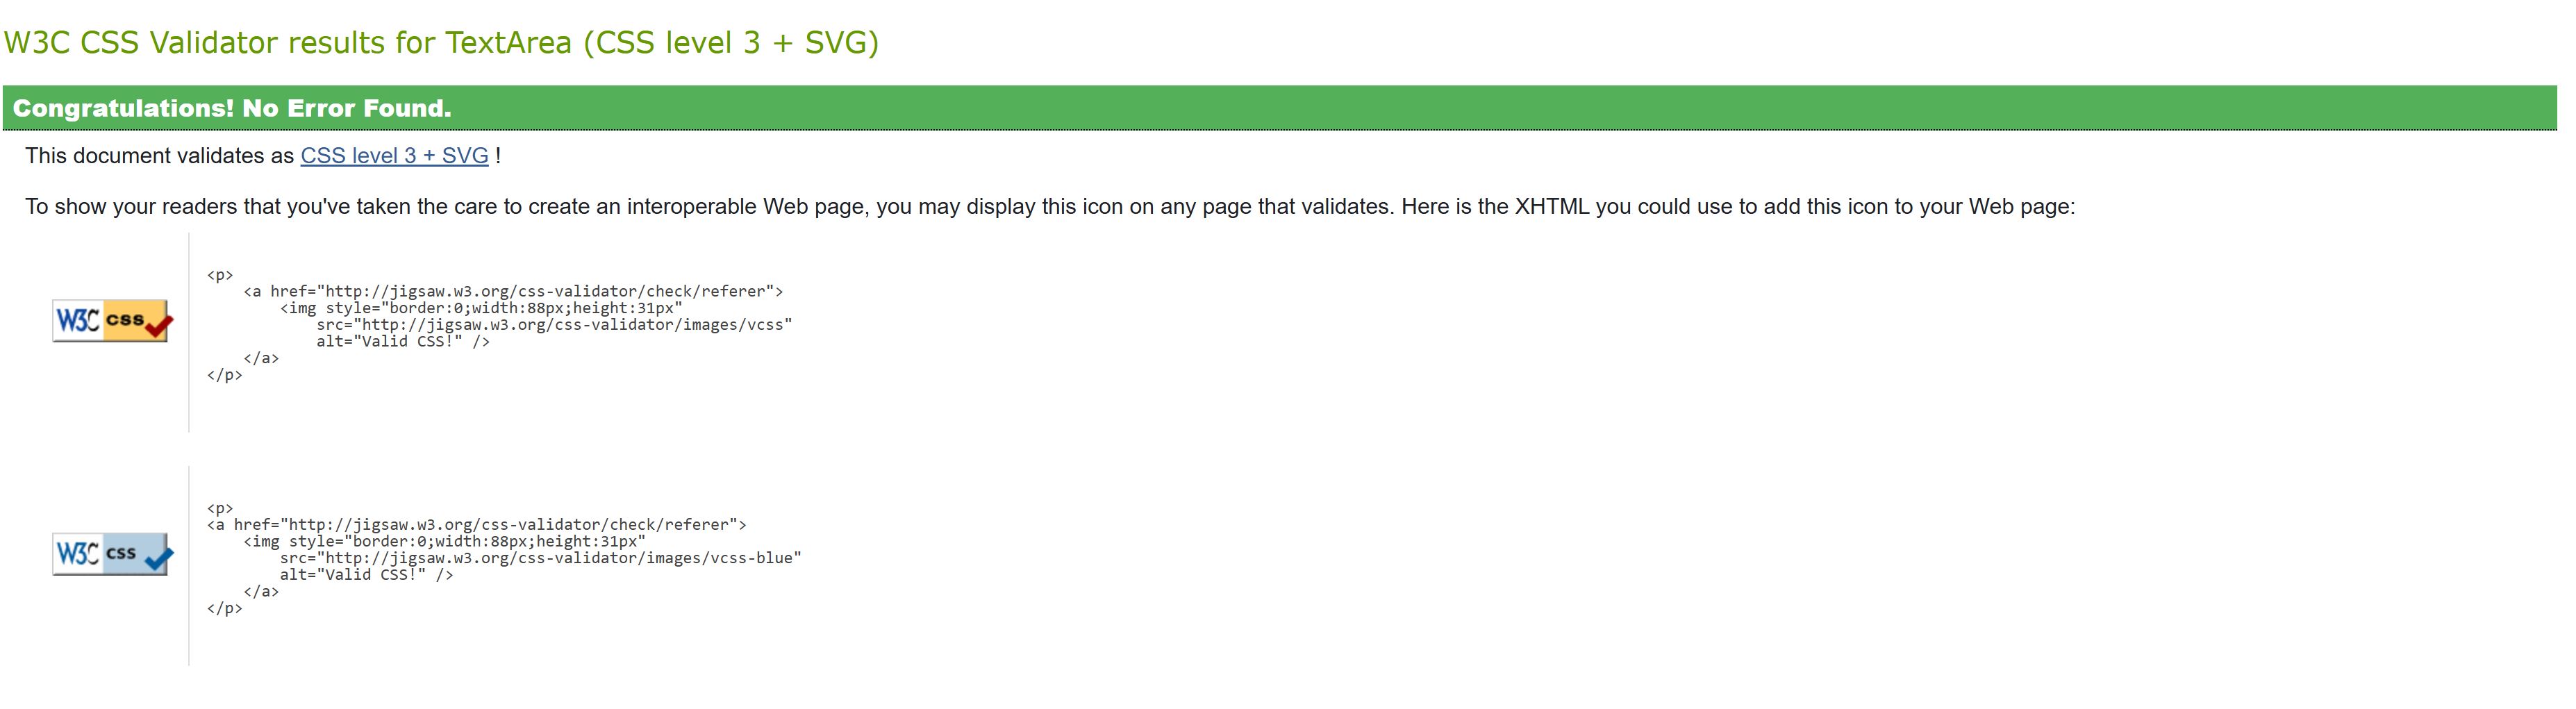 W3C CSS Validator results for TextArea (CSS level 3 + SVG)
Congratulations! No Error Found.
This document validates as CSS level 3 + SVG !
To show your readers that you've taken the care to create an interoperable Web page, you may display this icon on any page that validates. Here is the XHTML you could use to add this icon to your Web page:
W3C css
<p>
    <a href="http://jigsaw.w3.org/css-validator/check/referer">
        <img style="border:0;width:88px;height:31px"
            src="http://jigsaw.w3.org/css-validator/images/vcss"
            alt="Valid CSS!" />
    </a>
</p>
W3C css
<p>
<a href="http://jigsaw.w3.org/css-validator/check/referer">
    <img style="border:0;width:88px;height:31px"
        src="http://jigsaw.w3.org/css-validator/images/vcss-blue"
        alt="Valid CSS!" />
    </a>
</p>